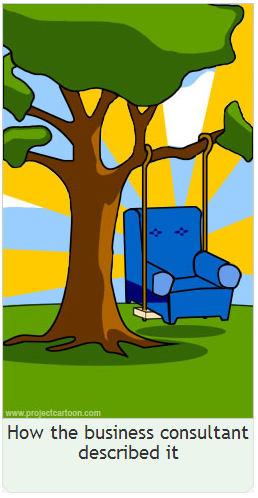 www.projectcartoon.com
How the business consultant
described it